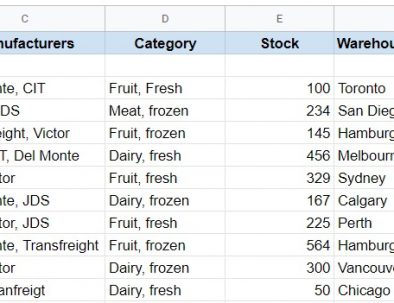 C D E
nufacturers Category Stock Warehou
nte, CIT Fruit, Fresh 100 Toronto
JDS Meat, frozen 234 San Dieg
eight, Victor Fruit, frozen 145 Hamburg
T, Del Monte Dairy, fresh 456 Melbourn
tor Fruit, fresh 329 Sydney
nte, JDS Dairy, frozen 167 Calgary
tor, JDS Fruit, fresh 225 Perth
nte, Transfreight Fruit, frozen 564 Hamburg
tor Dairy, frozen 300 Vancouve
anfreigt Dairy, fresh 50 Chicago